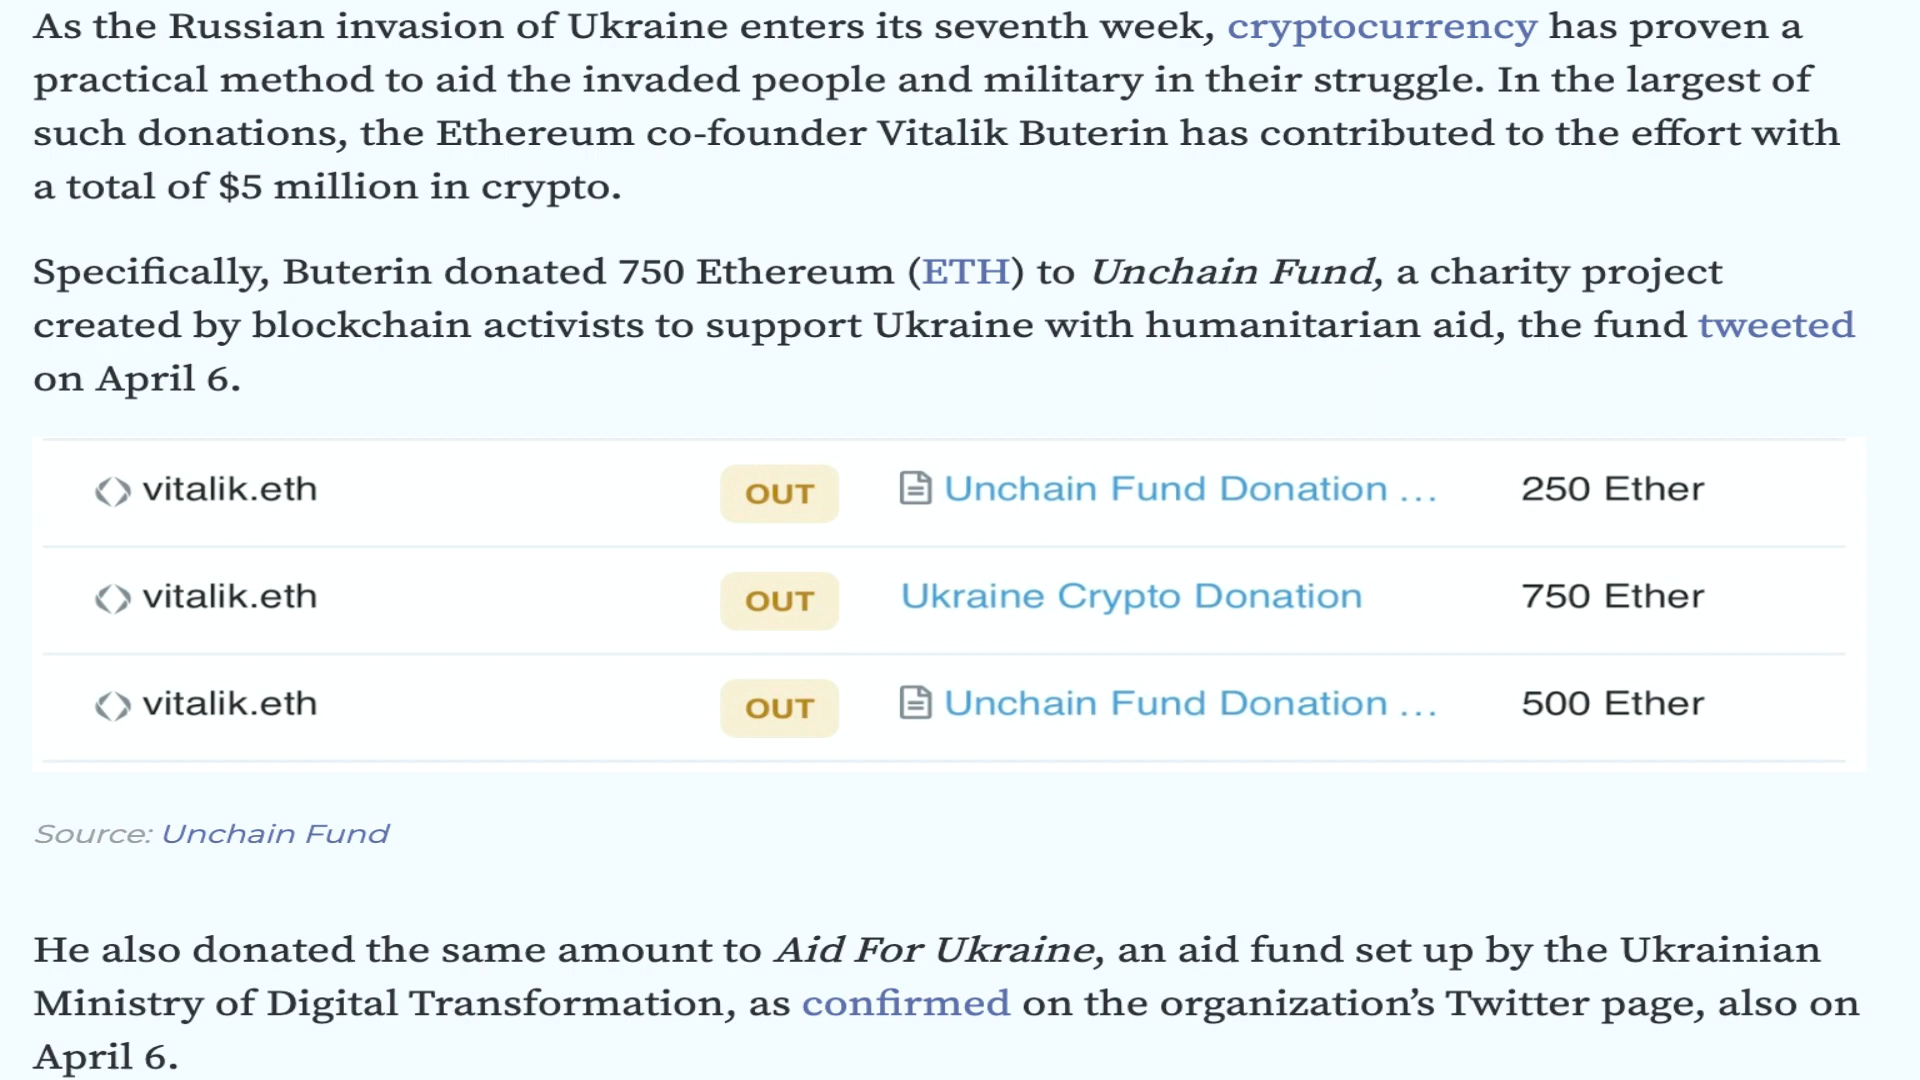 As the Russian invasion of Ukraine enters its seventh week, cryptocurrency has proven a
practical method to aid the invaded people and military in their struggle. In the largest of
such donations, the Ethereum co-founder Vitalik Buterin has contributed to the effort with
a total of $5 million in crypto.
Specifically, Buterin donated 750 Ethereum (ETH) to Unchain Fund, a charity project
created by blockchain activists to support Ukraine with humanitarian aid, the fund tweeted
on April 6.
vitalik.eth OUT Unchain Fund Donation ... 250 Ether
vitalik.eth OUT Ukraine Crypto Donation 750 Ether
vitalik.eth OUT Unchain Fund Donation ... 500 Ether
Source: Unchain Fund
He also donated the same amount to Aid For Ukraine, an aid fund set up by the Ukrainian
Ministry of Digital Transformation, as confirmed on the organization’s Twitter page, also on
April 6.